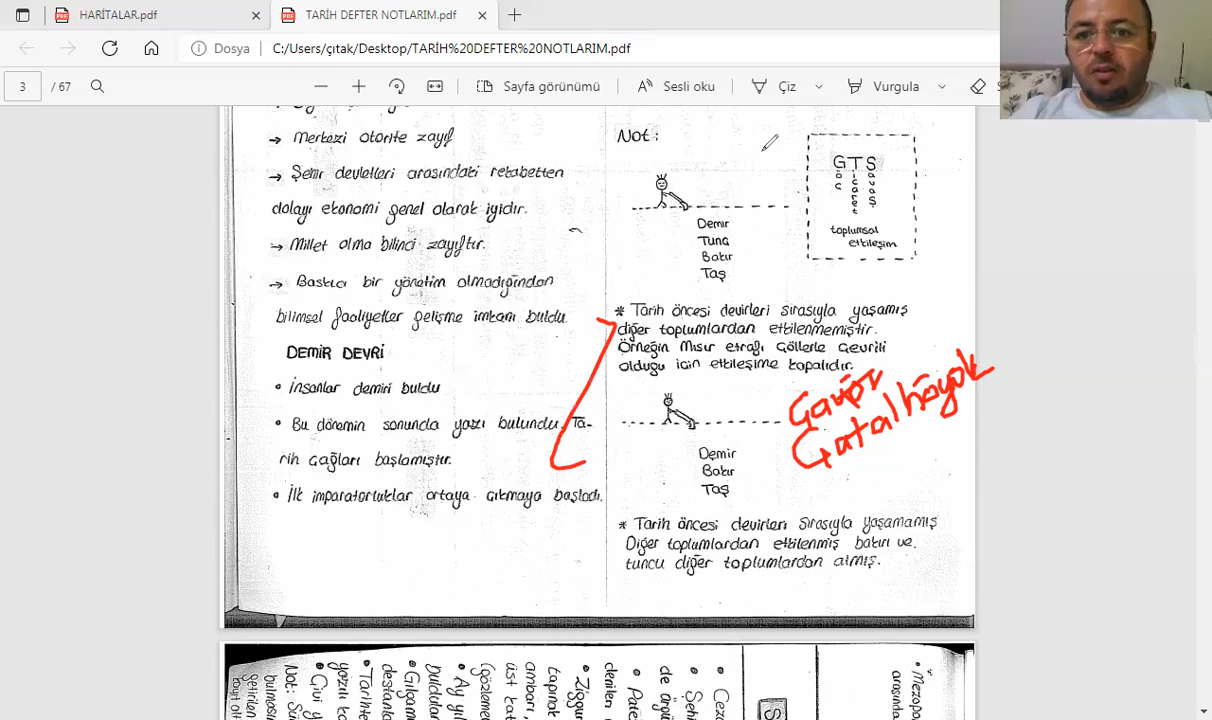 HARİTALAR.pdf
TARİH DEFTER NOTLARIM.pdf
Dosya
C:/Users/çıtak/Desktop/TARİH%20DEFTER%20NOTLARIM.pdf
3 / 67
Sayfa görünümü
Sesli oku
Çiz
Vurgula
→ Merkezi otorite zayıf
→ Şehir devletleri arasındaki retabetten
dolayı ekonomi genel olarak iyidir.
→ Millet olma bilinci zayıftır.
→ Baskıcı bir yönetim olmadığından
bilimsel faaliyetler gelişme imkanı buldu
DEMİR DEVRİ
• İnsanlar demiri buldu
• Bu dönemin sonunda yazı bulundu. Ta-
rih çağları başlamıştır.
• İlk imparatorluklar ortaya çıkmaya başladı.
Not:
Demir
Tunç
Bakır
Taş
GTS
Göç
Ticaret
Savaş
toplumsal
etkileşim
* Tarih öncesi devirleri sırasıyla yaşamış
diğer toplumlardan etkilenmemiştir.
Örneğin Mısır etrafı Göllerle Çevrili
olduğu için etkileşime kapalıdır.
Çatalhöyük
Demir
Bakır
Taş
* Tarih öncesi devirleri Sırasıyla yaşamamış
Diğer toplumlardan etkilenmiş bakırı ve
tuncu diğer toplumlardan almış.